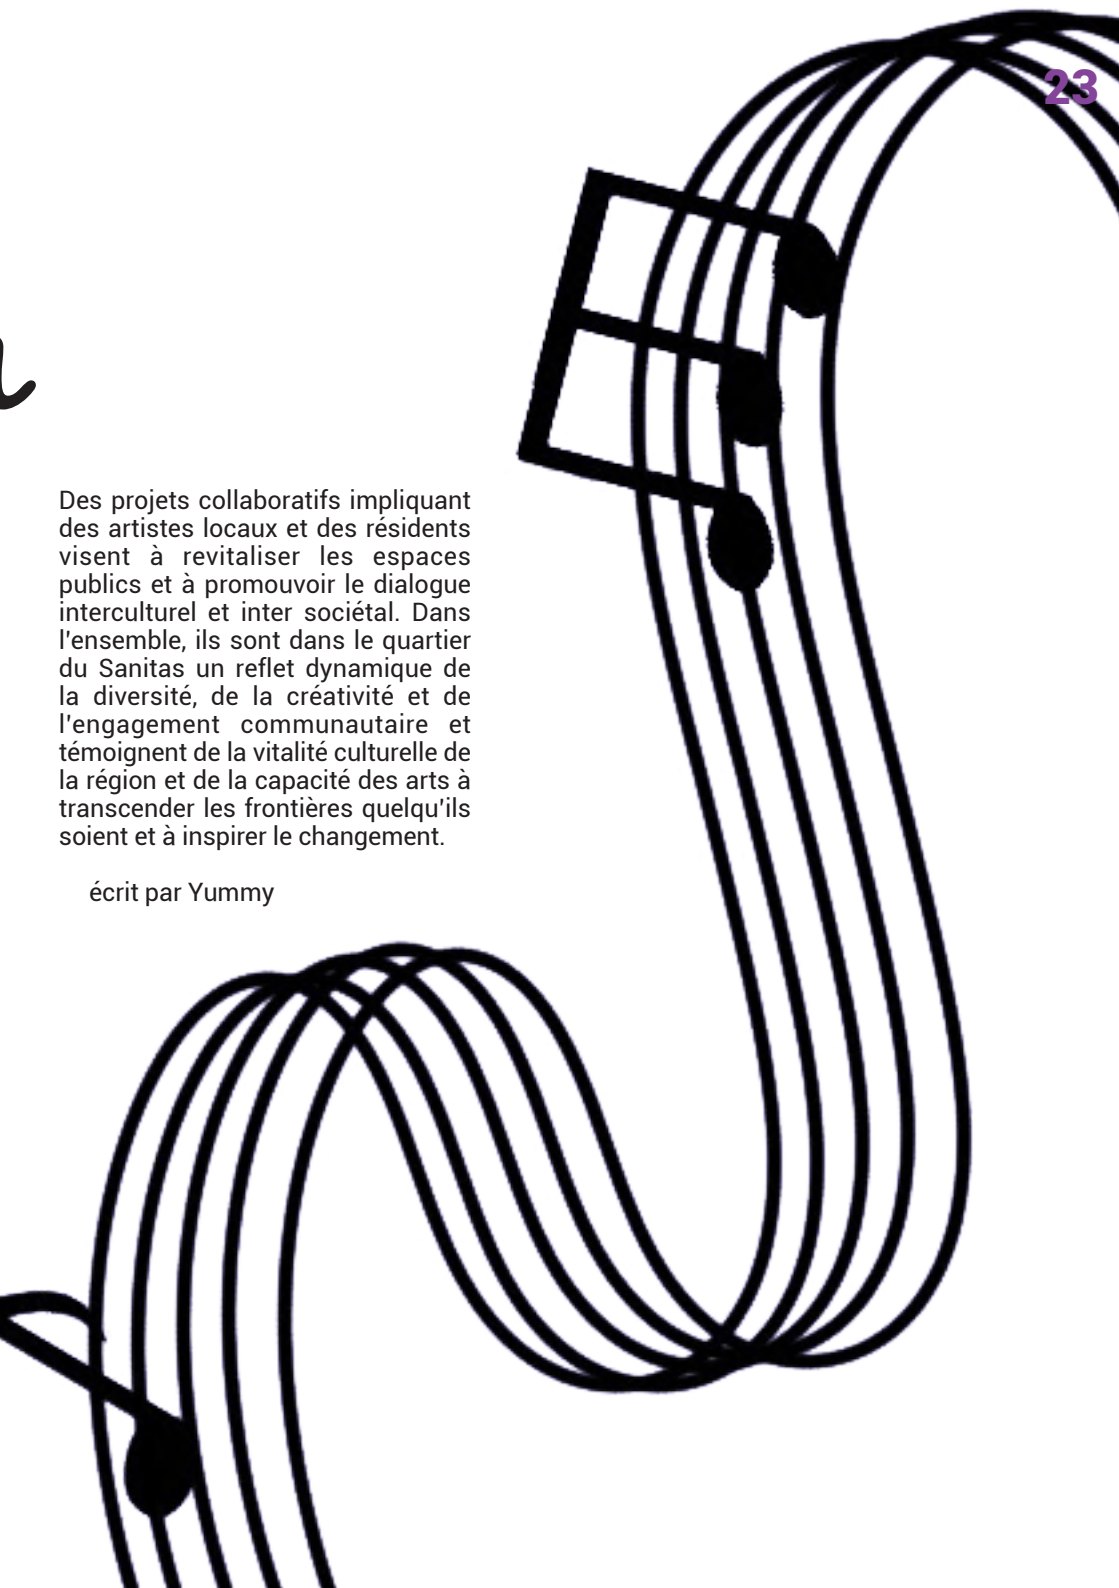 23
Des projets collaboratifs impliquant
des artistes locaux et des résidents
visent à revitaliser les espaces
publics et à promouvoir le dialogue
interculturel et inter sociétal. Dans
l'ensemble, ils sont dans le quartier
du Sanitas un reflet dynamique de
la diversité, de la créativité et de
l'engagement communautaire et
témoignent de la vitalité culturelle de
la région et de la capacité des arts à
transcender les frontières quelqu'ils
soient et à inspirer le changement.
écrit par Yummy